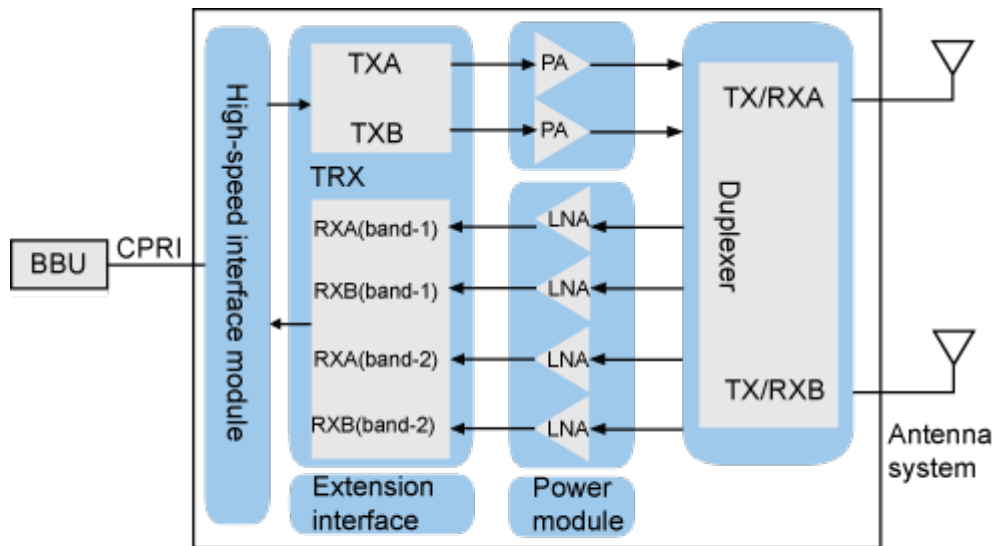 BBU
CPRI
High-speed interface module
TXA
TXB
TRX
RXA(band-1)
RXB(band-1)
RXA(band-2)
RXB(band-2)
Extension
interface
PA
PA
LNA
LNA
LNA
LNA
Power
module
TX/RXA
Duplexer
TX/RXB
Antenna
system